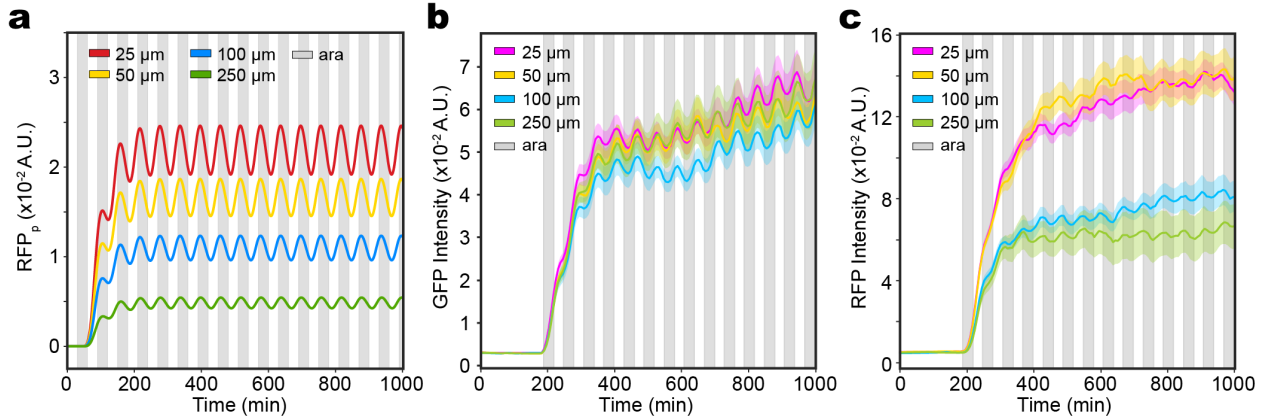 a
25 μm
100 μm
ara
50 μm
250 μm
RFPp (x10-2 A.U.)
3
2
1
0
0 200 400 600 800 1000
Time (min)
b
25 μm
50 μm
100 μm
250 μm
ara
GFP Intensity (x10-2 A.U.)
7
6
5
4
3
2
1
0
0 200 400 600 800 1000
Time (min)
c
25 μm
50 μm
100 μm
250 μm
ara
RFP Intensity (x10-2 A.U.)
16
12
8
4
0
0 200 400 600 800 1000
Time (min)